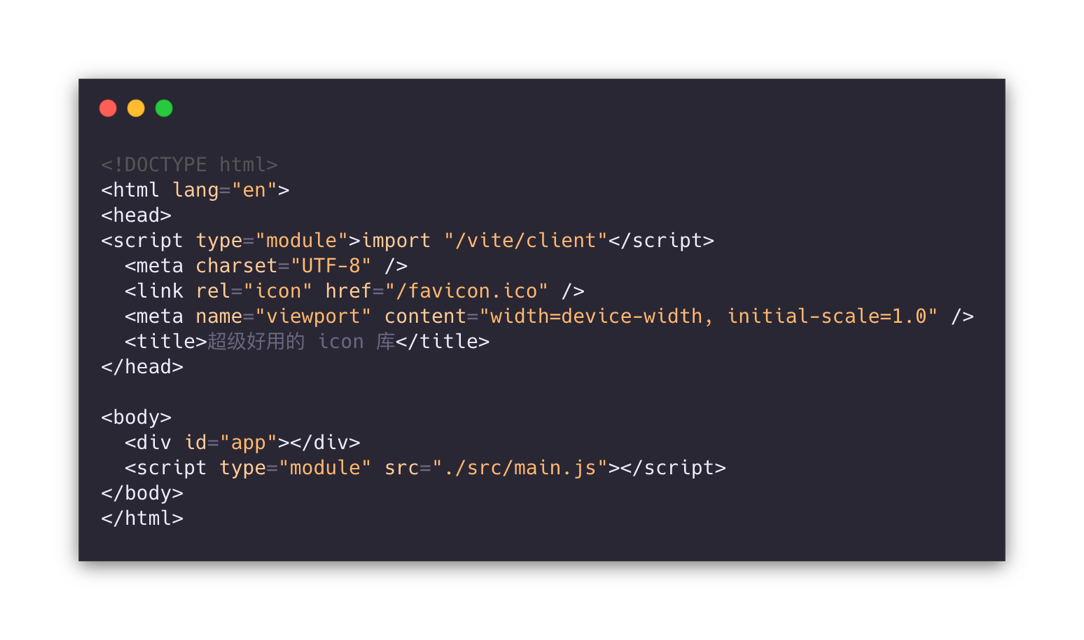 <!DOCTYPE html>
<html lang="en">
<head>
<script type="module">import "/vite/client"</script>
  <meta charset="UTF-8" />
  <link rel="icon" href="/favicon.ico" />
  <meta name="viewport" content="width=device-width, initial-scale=1.0" />
  <title>超级好用的 icon 库</title>
</head>

<body>
  <div id="app"></div>
  <script type="module" src="./src/main.js"></script>
</body>
</html>